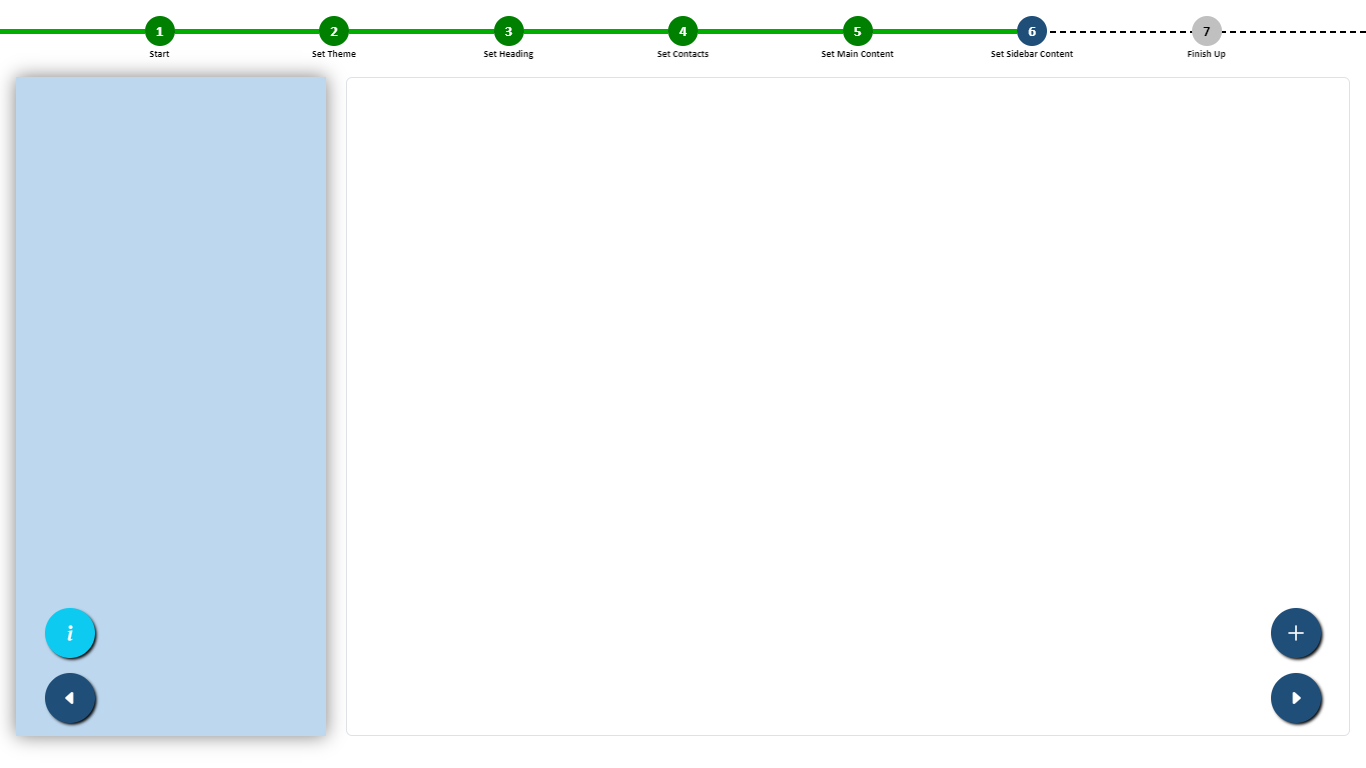 1 2 3 4 5 6 7
Start Set Theme Set Heading Set Contacts Set Main Content Set Sidebar Content Finish Up
i